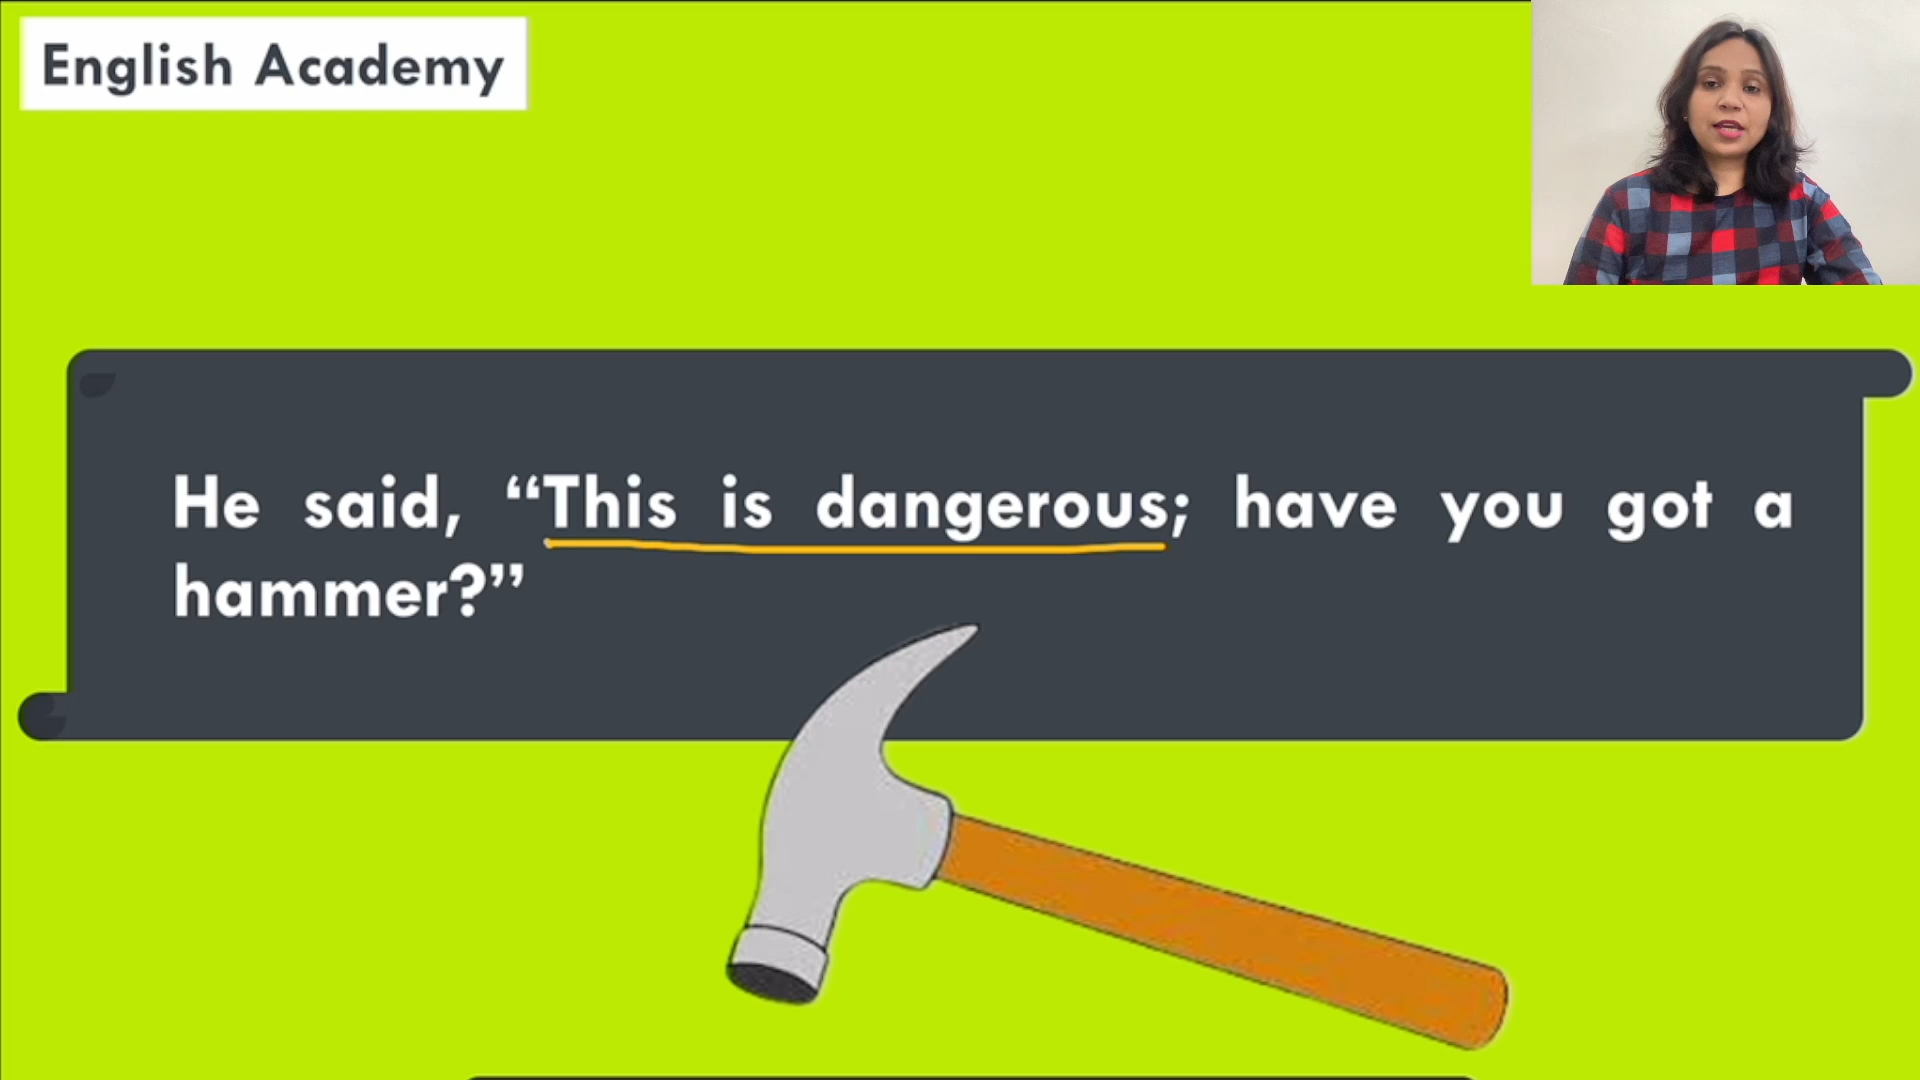 English Academy
He said, “This is dangerous; have you got a
hammer?”